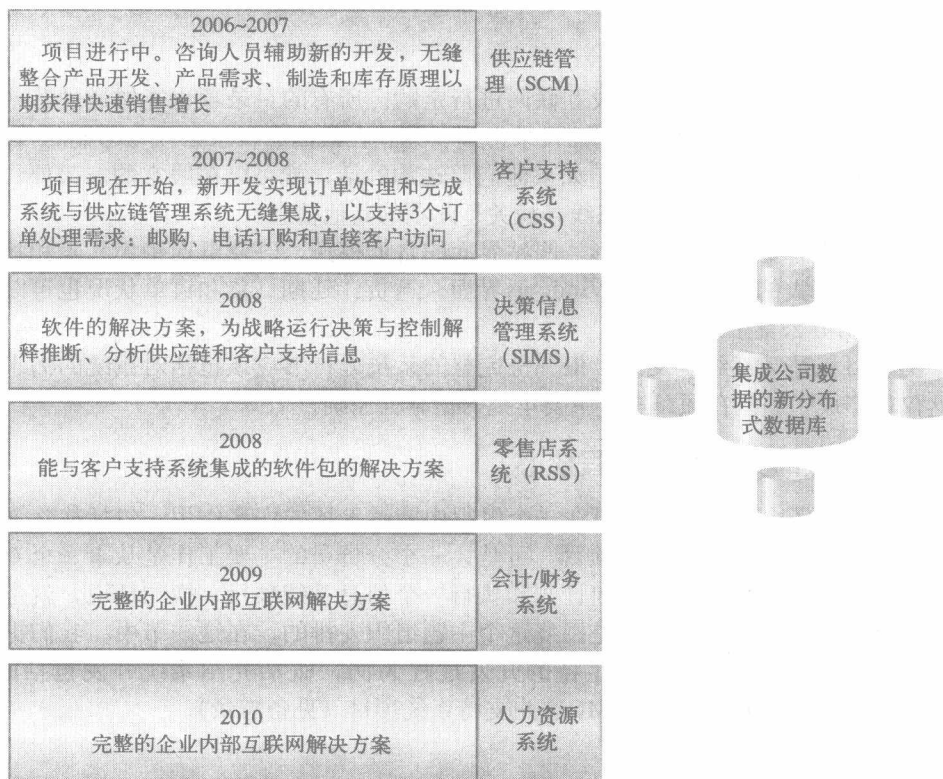 2006~2007
项目进行中。咨询人员辅助新的开发，无缝
整合产品开发、产品需求、制造和库存原理以
期获得快速销售增长
供应链管
理（SCM）
2007~2008
项目现在开始，新开发实现订单处理和完成
系统与供应链管理系统无缝集成，以支持3个订
单处理需求：邮购、电话订购和直接客户访问
客户支持
系统
（CSS）
2008
软件的解决方案，为战略运行决策与控制解
释推断、分析供应链和客户支持信息
决策信息
管理系统
（SIMS）
2008
能与客户支持系统集成的软件包的解决方案
零售店系
统（RSS）
2009
完整的企业内部互联网解决方案
会计/财务
系统
2010
完整的企业内部互联网解决方案
人力资源
系统
集成公司数
据的新分布
式数据库